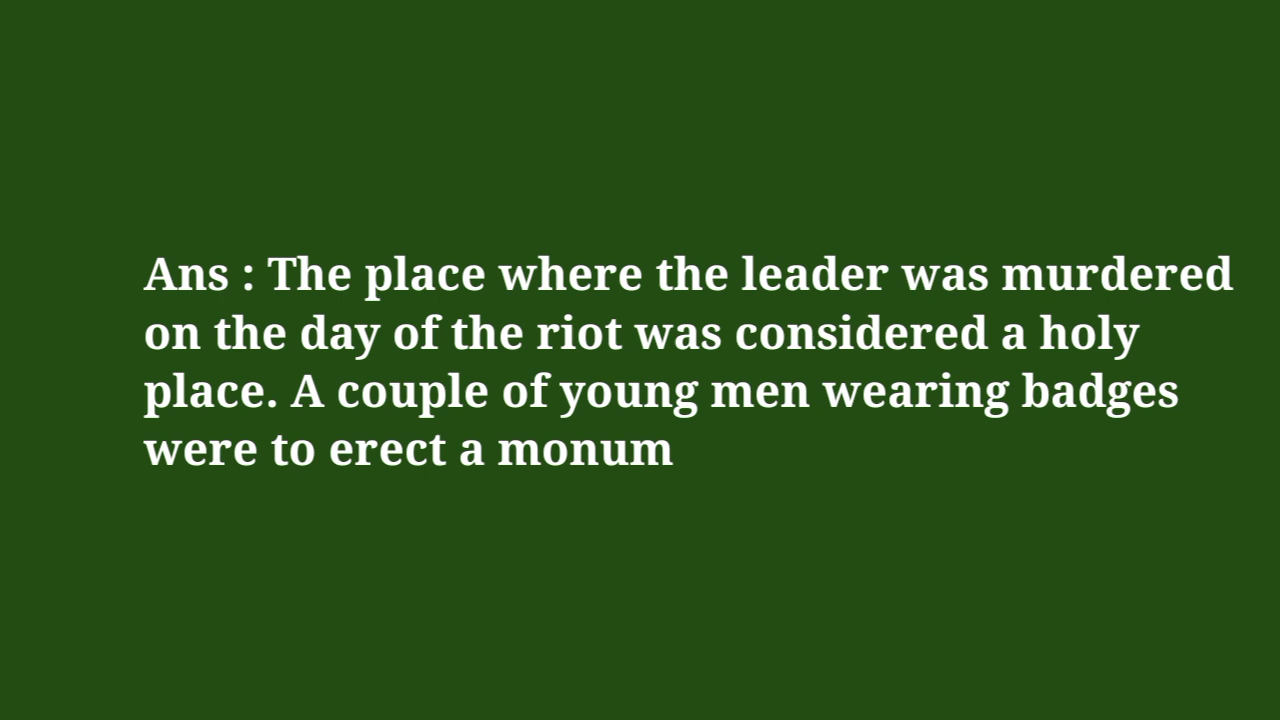 Ans : The place where the leader was murdered
on the day of the riot was considered a holy
place. A couple of young men wearing badges
were to erect a monum